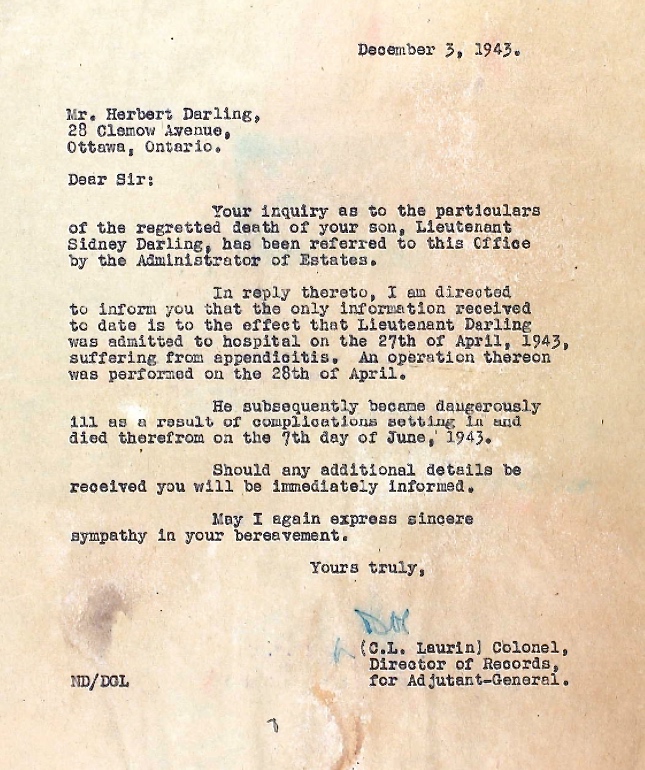 December 3, 1943.
Mr. Herbert Darling,
28 Clemow Avenue,
Ottawa, Ontario.
Dear Sir:
Your inquiry as to the particulars
of the regretted death of your son, Lieutenant
Sidney Darling, has been referred to this Office
by the Administrator of Estates.
In reply thereto, I am directed
to inform you that the only information received
to date is to the effect that Lieutenant Darling
was admitted to hospital on the 27th of April, 1943,
suffering from appendicitis. An operation thereon
was performed on the 28th of April.
He subsequently became dangerously
ill as a result of complications setting in and
died therefrom on the 7th day of June, 1943.
Should any additional details be
received you will be immediately informed.
May I again express sincere
sympathy in your bereavement.
Yours truly,
(C.L. Laurin) Colonel,
Director of Records,
ND/DGL for Adjutant-General.